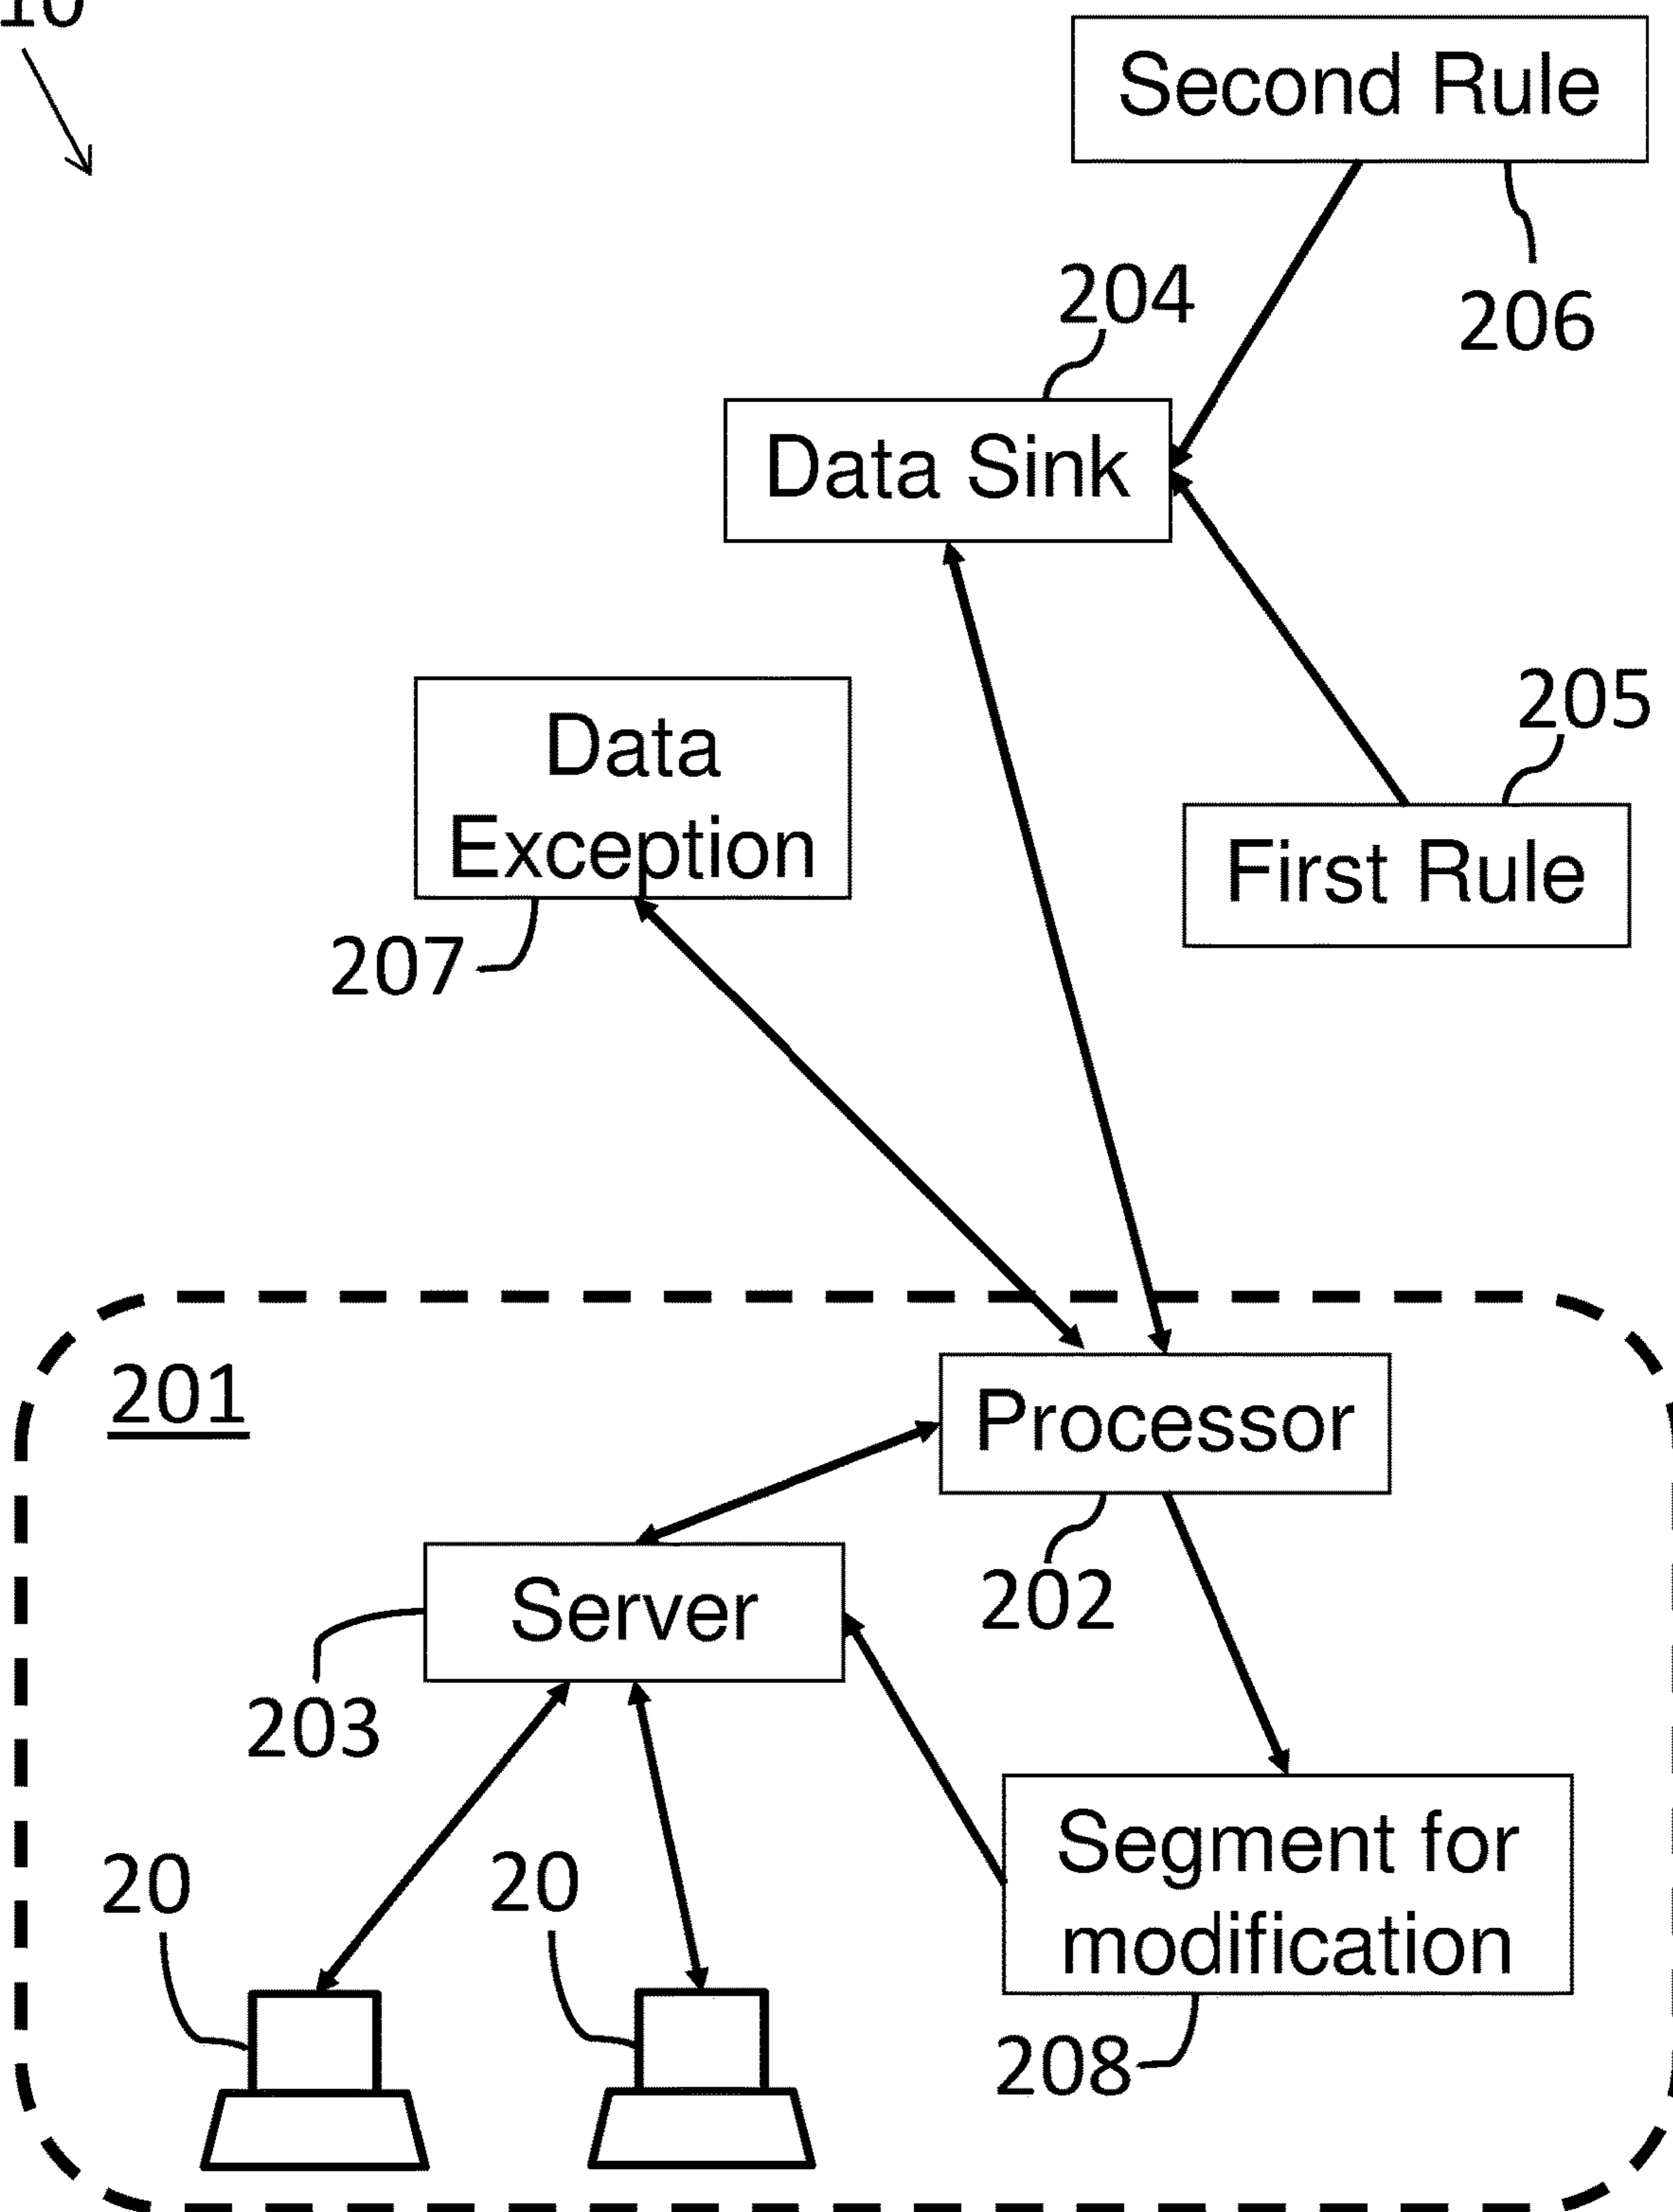 10
Second Rule
206
204
Data Sink
205
First Rule
Data
Exception
207
201
Processor
202
Server
203
Segment for
modification
208
20
20